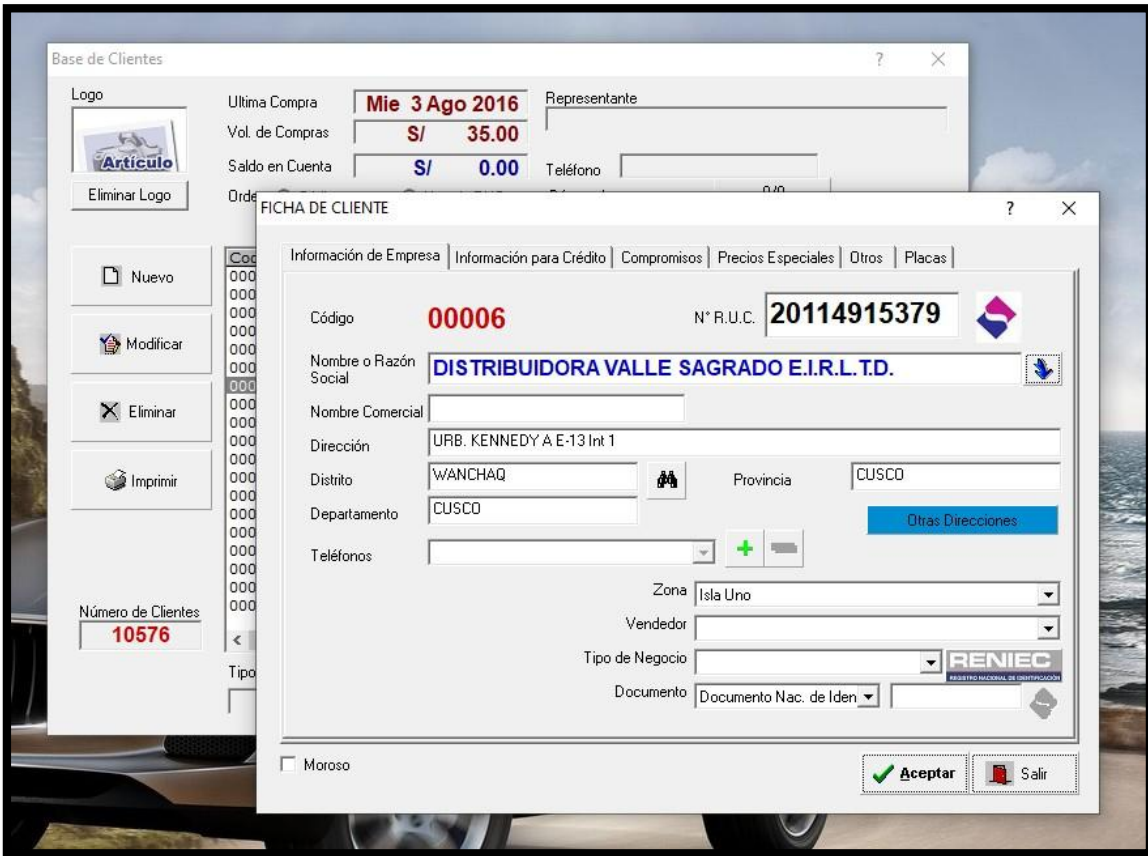 Base de Clientes
Logo
Artículo
Eliminar Logo
Ultima Compra Mie 3 Ago 2016
Vol. de Compras S/ 35.00
Saldo en Cuenta S/ 0.00
Representante
Teléfono
Nuevo
Modificar
Eliminar
Imprimir
Número de Clientes
10576
FICHA DE CLIENTE
Información de Empresa Información para Crédito Compromisos Precios Especiales Otros Placas
Código 00006 N° R.U.C. 20114915379
Nombre o Razón
Social
DISTRIBUIDORA VALLE SAGRADO E.I.R.L.T.D.
Nombre Comercial
Dirección URB. KENNEDY A E-13 Int 1
Distrito WANCHAQ Provincia CUSCO
Departamento CUSCO
Otras Direcciones
Teléfonos
Zona Isla Uno
Vendedor
Tipo de Negocio
RENIEC
REGISTRO NACIONAL DE IDENTIFICACIÓN
Documento Documento Nac. de Iden
Moroso
Aceptar Salir